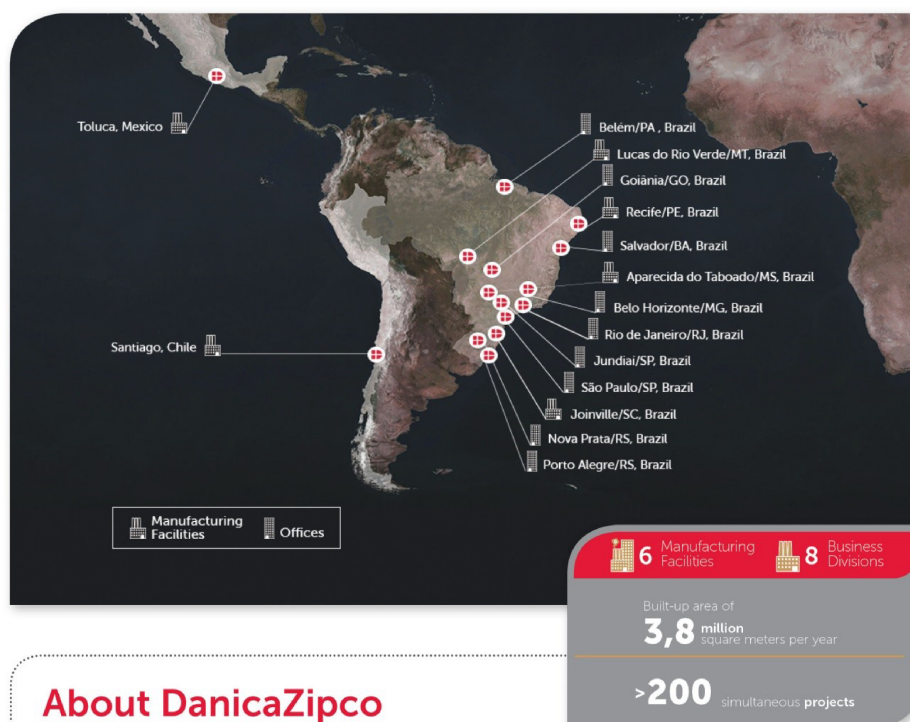 Toluca, Mexico
Belém/PA , Brazil
Lucas do Rio Verde/MT, Brazil
Goiânia/GO, Brazil
Recife/PE, Brazil
Salvador/BA, Brazil
Aparecida do Taboado/MS, Brazil
Belo Horizonte/MG, Brazil
Rio de Janeiro/RJ, Brazil
Santiago, Chile
Jundiai/SP, Brazil
São Paulo/SP, Brazil
Joinville/SC, Brazil
Nova Prata/RS, Brazil
Porto Alegre/RS, Brazil
Manufacturing
Facilities
Offices
6 Manufacturing
Facilities
8 Business
Divisions
Built-up area of
3,8 million
square meters per year
>200 simultaneous projects
About DanicaZipco